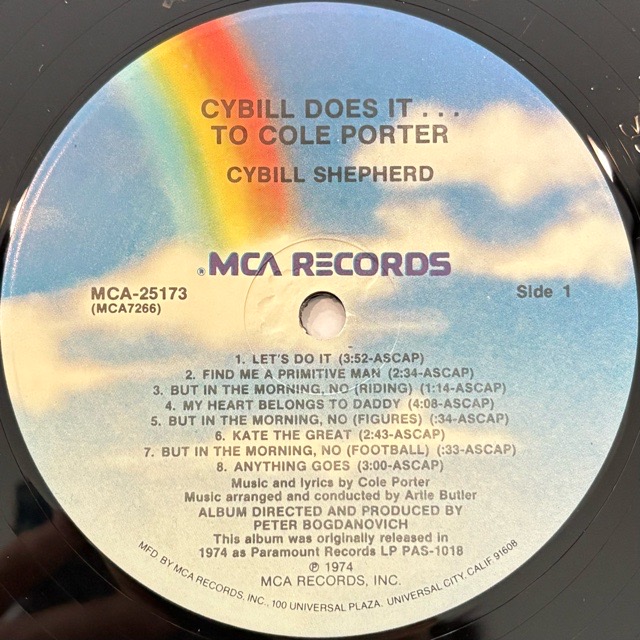 CYBILL DOES IT...
TO COLE PORTER
CYBILL SHEPHERD
® MCA RECORDS
MCA-25173
(MCA7266)
Side 1
1. LET'S DO IT (3:52-ASCAP)
2. FIND ME A PRIMITIVE MAN (2:34-ASCAP)
3. BUT IN THE MORNING, NO (RIDING) (1:14-ASCAP)
4. MY HEART BELONGS TO DADDY (4:08-ASCAP)
5. BUT IN THE MORNING, NO (FIGURES) (:34-ASCAP)
6. KATE THE GREAT (2:43-ASCAP)
7. BUT IN THE MORNING, NO (FOOTBALL) (:33-ASCAP)
8. ANYTHING GOES (3:00-ASCAP)
Music and lyrics by Cole Porter
Music arranged and conducted by Artie Butler
ALBUM DIRECTED AND PRODUCED BY
PETER BOGDANOVICH
This album was originally released in
1974 as Paramount Records LP PAS-1018
℗ 1974
MCA RECORDS, INC.
MFD. BY MCA RECORDS, INC., 100 UNIVERSAL PLAZA, UNIVERSAL CITY, CALIF. 91608